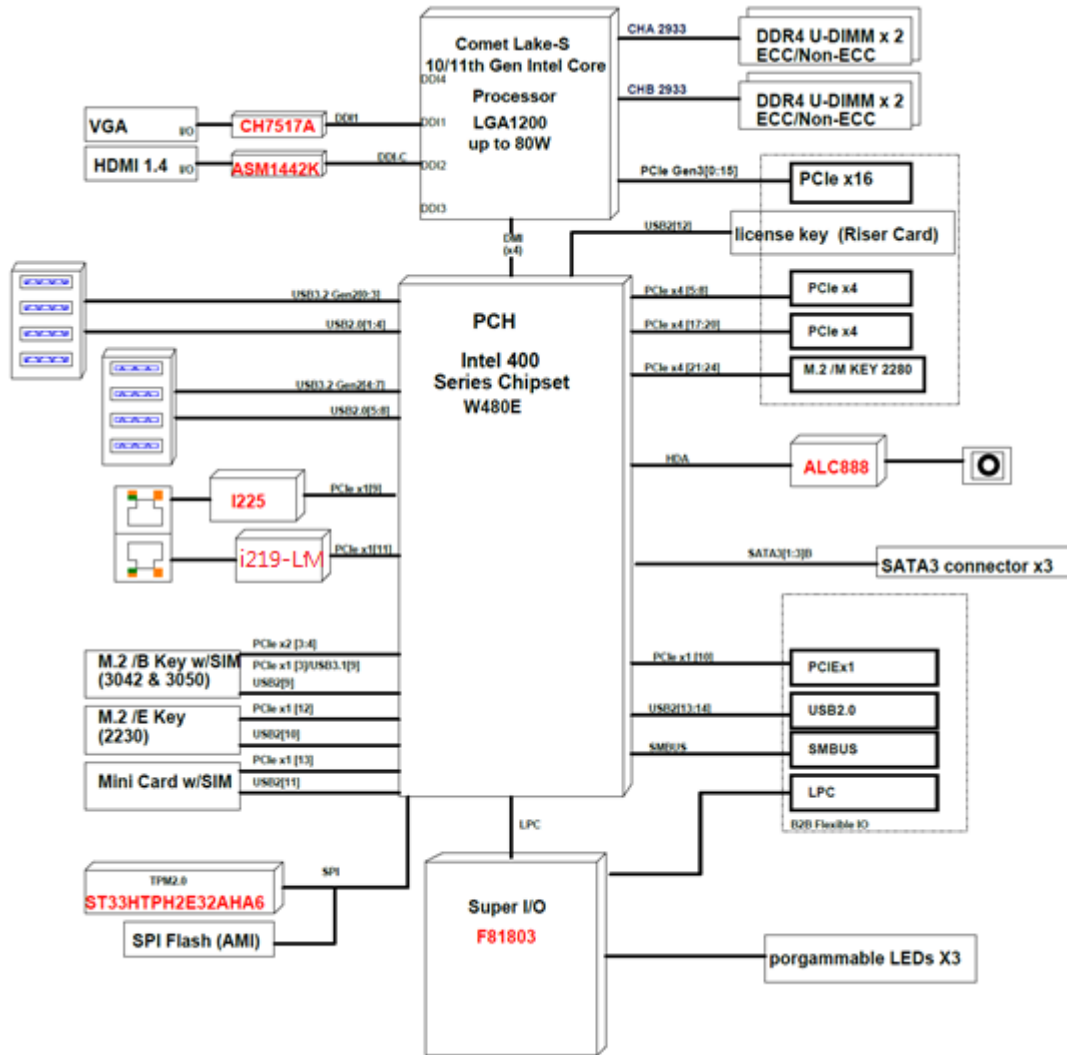 Comet Lake-S
10/11th Gen Intel Core
DDI4
Processor
LGA1200
up to 80W
DDI1
DDI2
DDI3
CHA 2933
DDR4 U-DIMM x 2
ECC/Non-ECC
CHB 2933
DDR4 U-DIMM x 2
ECC/Non-ECC
VGA
I/O
CH7517A
DDI1
HDMI 1.4
I/O
ASM1442K
DDI.C
PCIe Gen3[0:15]
PCIe x16
DMI
(x4)
USB2[12]
license key (Riser Card)
USB3.2 Gen2[0:3]
USB2.0[1:4]
USB3.2 Gen2[4:7]
USB2.0[5:8]
PCH
Intel 400
Series Chipset
W480E
PCIe x4 [5:8]
PCIe x4
PCIe x4 [17:20]
PCIe x4
PCIe x4 [21:24]
M.2 /M KEY 2280
HDA
ALC888
I225
PCIe x1[9]
i219-LM
PCIe x1[11]
SATA3[1:3]B
SATA3 connector x3
M.2 /B Key w/SIM
(3042 & 3050)
PCIe x2 [3:4]
PCIe x1 [3]/USB3.1[9]
USB2[9]
M.2 /E Key
(2230)
PCIe x1 [12]
USB2[10]
Mini Card w/SIM
PCIe x1 [13]
USB2[11]
PCIe x1 [10]
PCIEx1
USB2[13:14]
USB2.0
SMBUS
SMBUS
LPC
B2B Flexible IO
LPC
TPM2.0
ST33HTPH2E32AHA6
SPI
SPI Flash (AMI)
Super I/O
F81803
porgammable LEDs X3